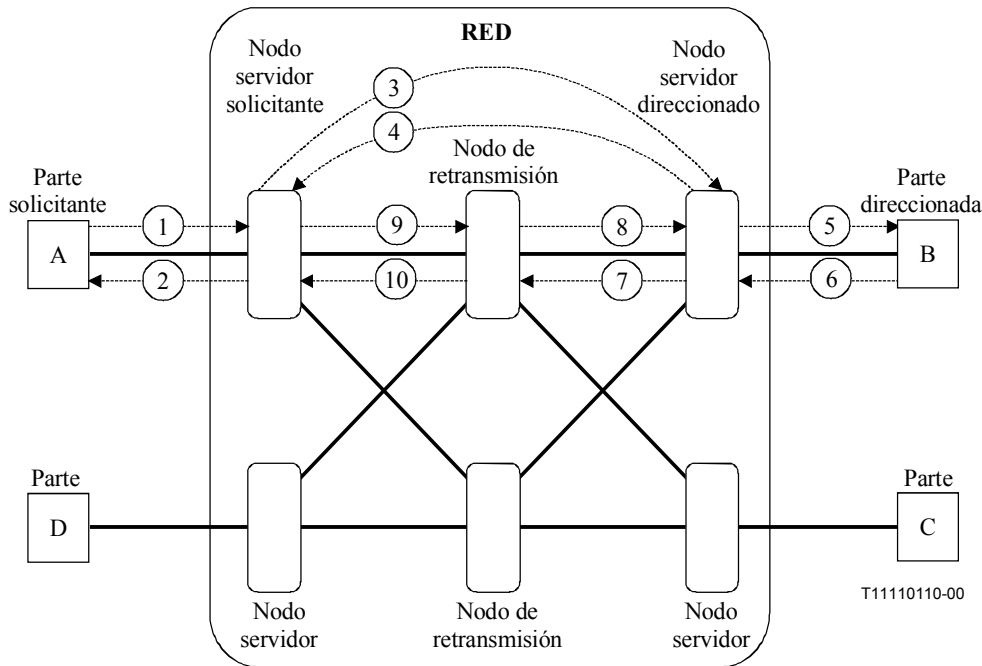 RED
Nodo
servidor
solicitante
Nodo
servidor
direccionado
3
4
Nodo de
retransmisión
Parte
solicitante
Parte
direccionada
1
9
8
5
A
B
2
10
7
6
Parte
Parte
D
C
Nodo
servidor
Nodo de
retransmisión
Nodo
servidor
T11110110-00